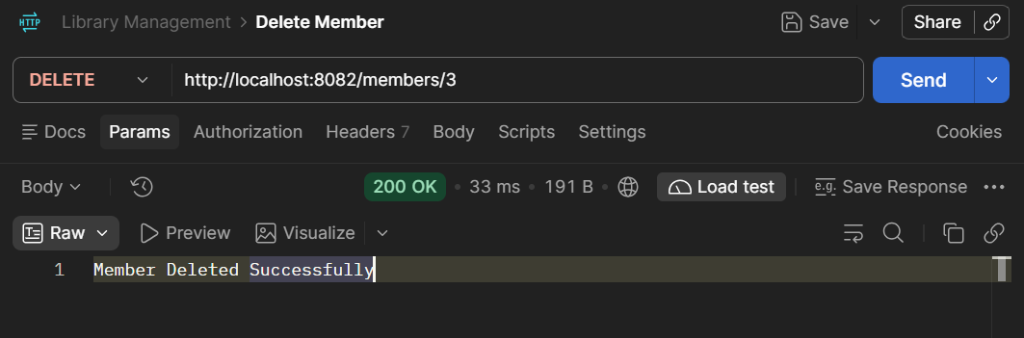 HTTP Library Management > Delete Member Save Share
DELETE http://localhost:8082/members/3 Send
Docs Params Authorization Headers 7 Body Scripts Settings Cookies
Body 200 OK • 33 ms • 191 B • Load test e.g. Save Response
Raw Preview Visualize
1 Member Deleted Successfully